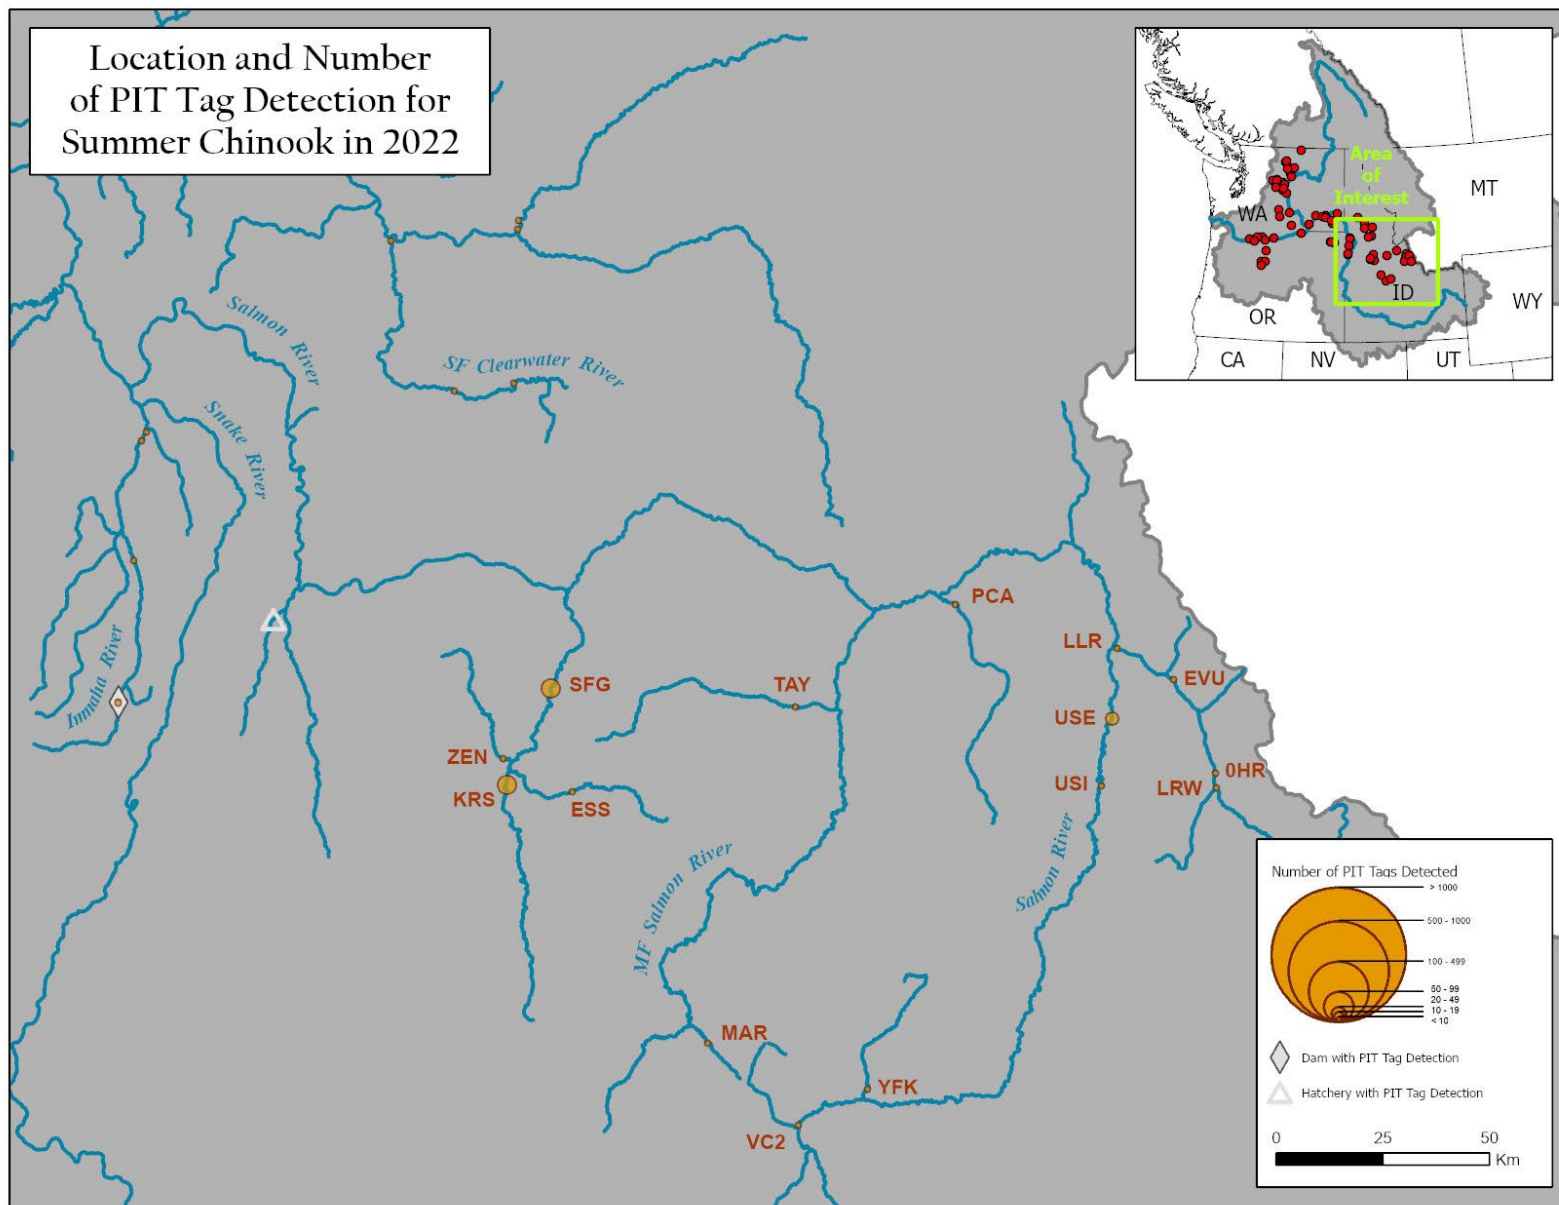 Location and Number
of PIT Tag Detection for
Summer Chinook in 2022
Area
of
Interest
WA
MT
ID
OR
WY
CA
NV
UT
Salmon River
SF Clearwater River
Snake River
Inmaha River
PCA
LLR
EVU
SFG
TAY
USE
ZEN
KRS
ESS
USI
0HR
LRW
Salmon River
MF Salmon River
MAR
YFK
VC2
Number of PIT Tags Detected
> 1000
500 - 1000
100 - 499
50 - 99
20 - 49
10 - 19
< 10
Dam with PIT Tag Detection
Hatchery with PIT Tag Detection
0 25 50
Km